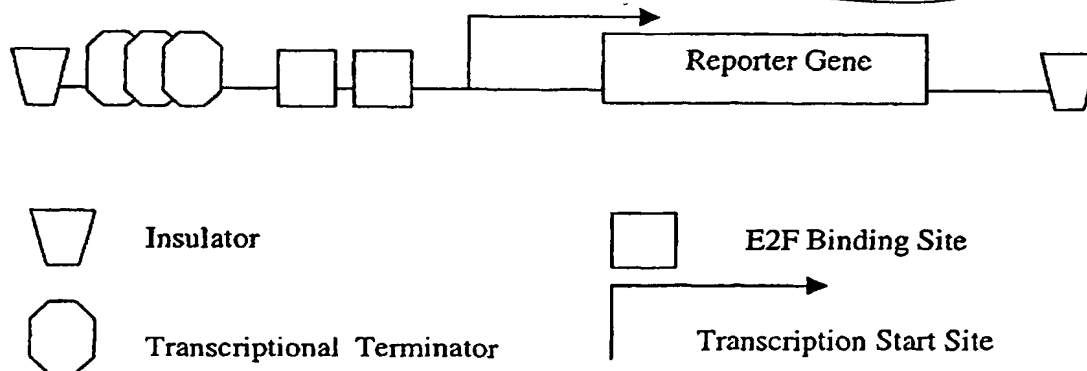 Reporter Gene
Insulator
E2F Binding Site
Transcriptional Terminator
Transcription Start Site